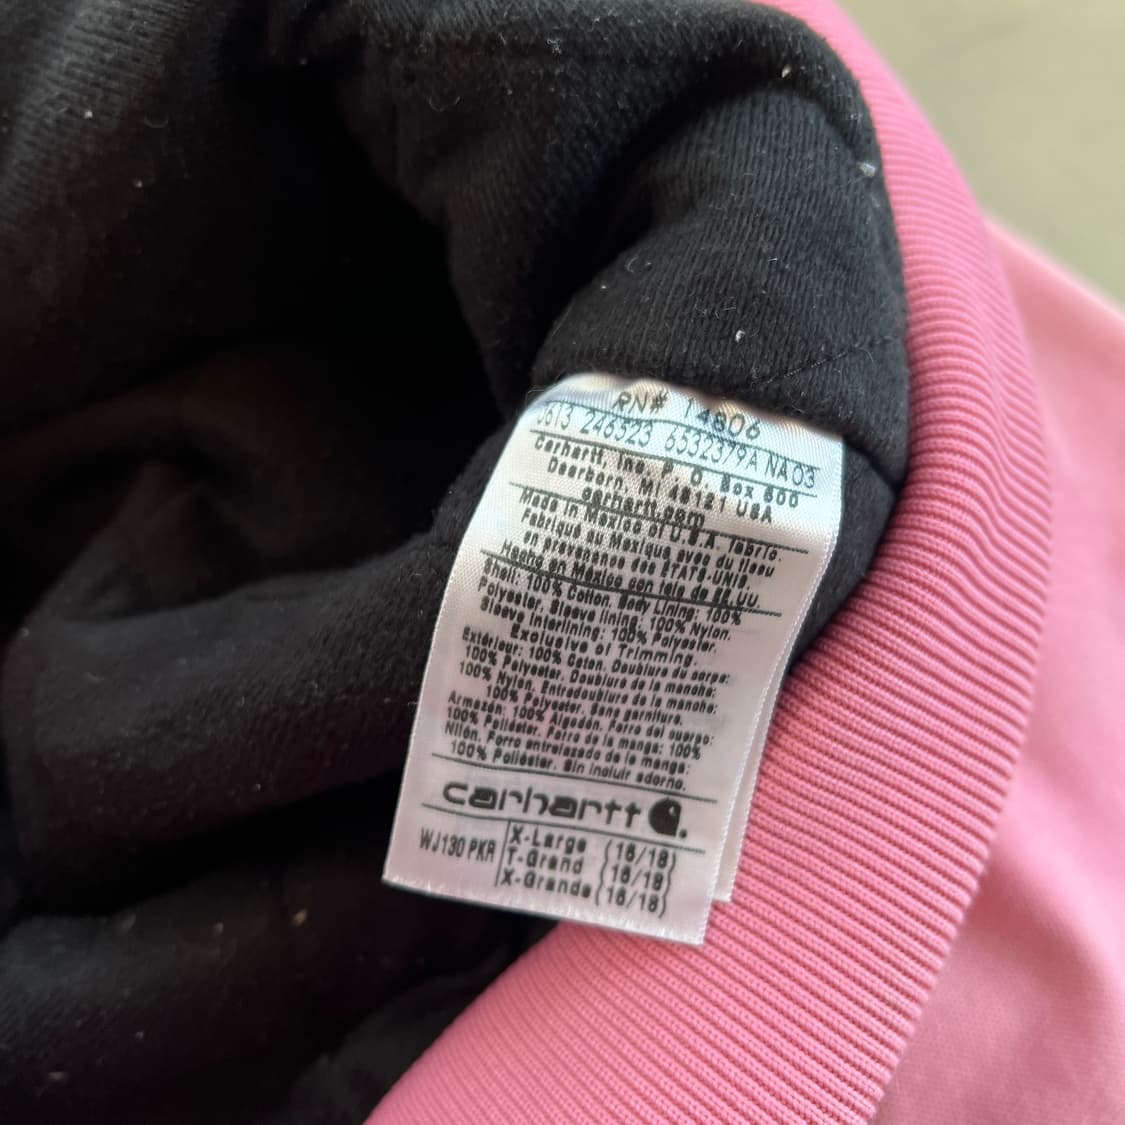 RN# 14806
0613 246523 6532379A NA 03
Carhartt, Inc. P. O. Box 600
Dearborn, MI 48121 USA
carhartt.com
Made in Mexico of U.S.A. fabric.
Fabriqué au Mexique avec du tissu
en provenance des ÉTATS-UNIS.
Hecho en México con tela de EE.UU.
Shell: 100% Cotton. Body Lining: 100%
Polyester. Sleeve lining: 100% Nylon.
Sleeve Interlining: 100% Polyester.
Exclusive of Trimming.
Extérieur: 100% Coton. Doublure du corps:
100% Polyester. Doublure de la manche:
100% Nylon. Entredoublure de la manche:
100% Polyester. Sans garniture.
Armazón: 100% Algodón. Forro del cuerpo:
100% Poliéster. Forro de la manga: 100%
Nilón. Forro entrelazado de la manga:
100% Poliéster. Sin incluir adorno.
carhartt
WJ130 PKR
X-Large (16/18)
T-Grand (16/18)
X-Grande (16/18)